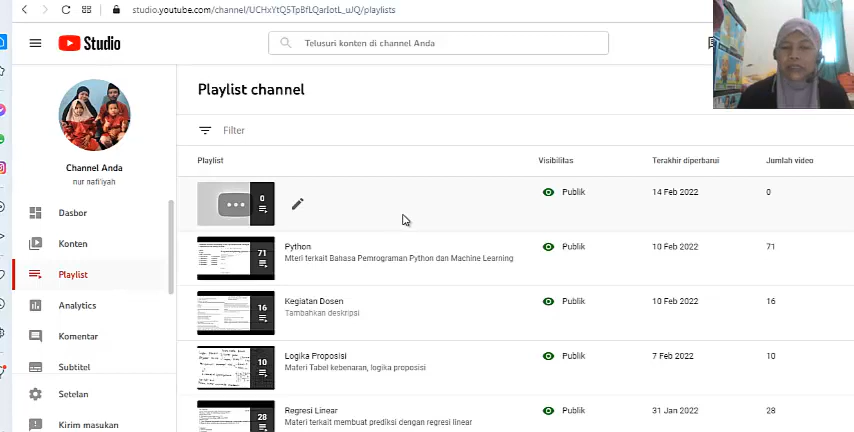 studio.youtube.com/channel/UCHxYtQ5TpBfLQarIotL_uJQ/playlists
Studio
Telusuri konten di channel Anda
Channel Anda
nur nafi'iyah
Dasbor
Konten
Playlist
Analytics
Komentar
Subtitel
Setelan
Kirim masukan
Playlist channel
Filter
Playlist Visibilitas Terakhir diperbarui Jumlah video
0 Publik 14 Feb 2022 0
71 Python Publik 10 Feb 2022 71
Mteri terkait Bahasa Pemrograman Python dan Machine Learning
16 Kegiatan Dosen Publik 10 Feb 2022 16
Tambahkan deskripsi
10 Logika Proposisi Publik 7 Feb 2022 10
Materi Tabel kebenaran, logika proposisi
28 Regresi Linear Publik 31 Jan 2022 28
Materi terkait membuat prediksi dengan regresi linear